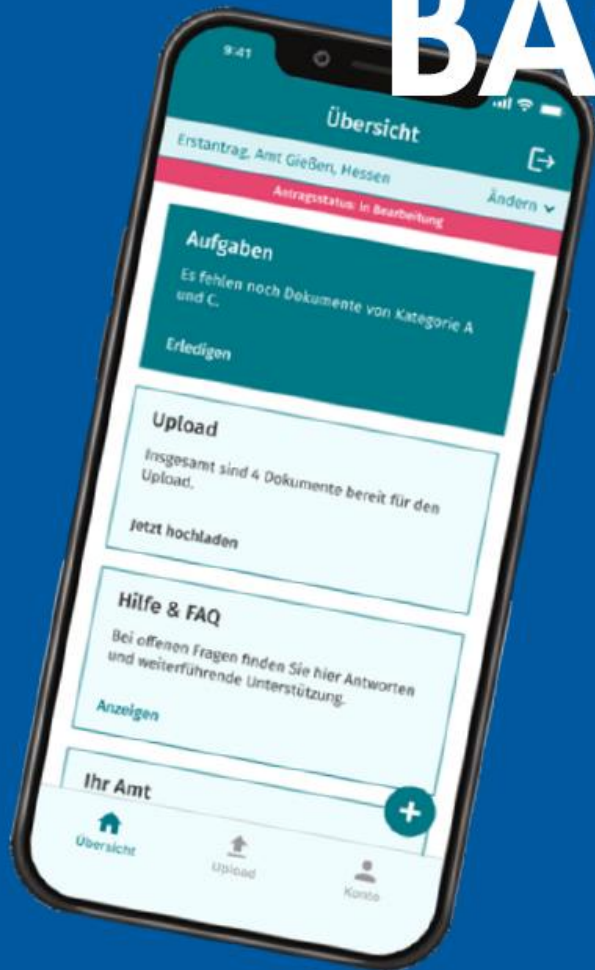 BA
9:41
Übersicht
Erstantrag, Amt Gießen, Hessen
Ändern
Antragsstatus: In Bearbeitung
Aufgaben
Es fehlen noch Dokumente von Kategorie A
und C.
Erledigen
Upload
Insgesamt sind 4 Dokumente bereit für den
Upload.
Jetzt hochladen
Hilfe & FAQ
Bei offenen Fragen finden Sie hier Antworten
und weiterführende Unterstützung.
Anzeigen
Ihr Amt
Übersicht
Upload
Konto